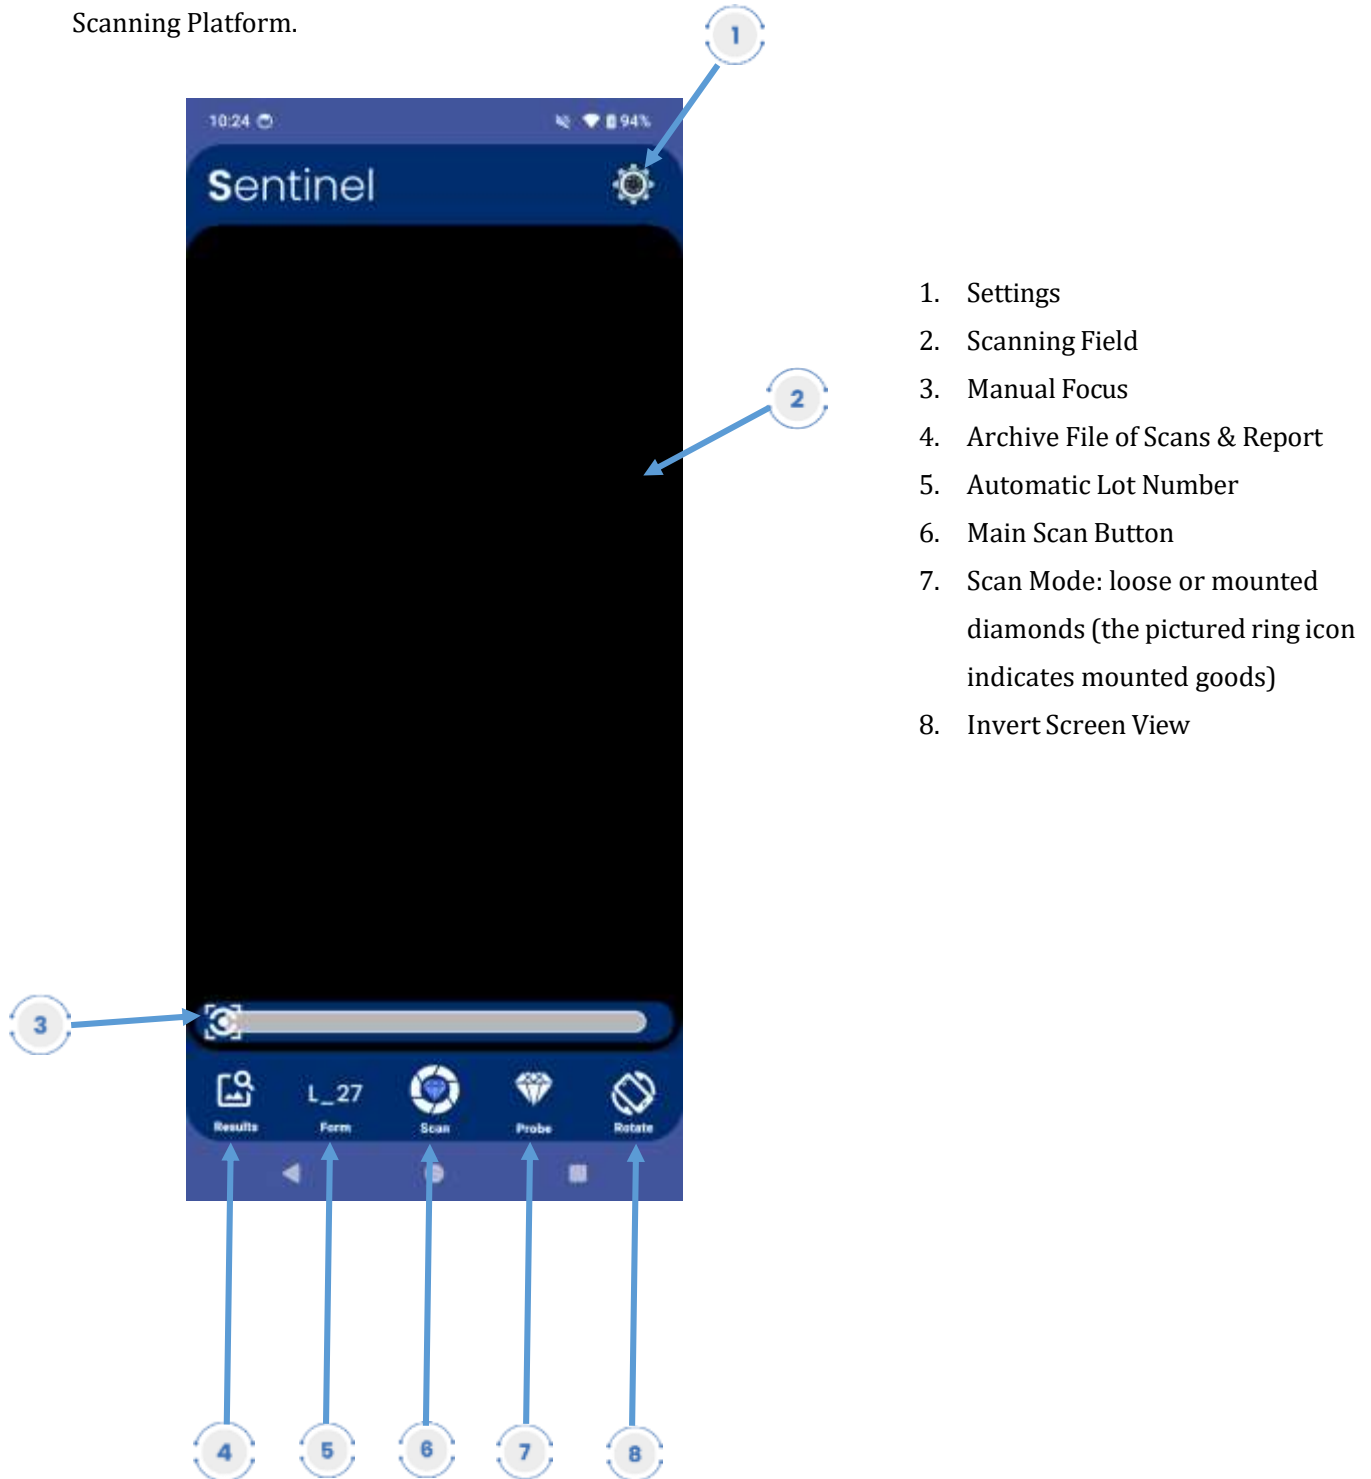 Scanning Platform.
1
10:24 94%
Sentinel
1. Settings
2. Scanning Field
3. Manual Focus
2
4. Archive File of Scans & Report
5. Automatic Lot Number
6. Main Scan Button
7. Scan Mode: loose or mounted
diamonds (the pictured ring icon
indicates mounted goods)
8. Invert Screen View
3
L_27
Results Form Scan Probe Rotate
4 5 6 7 8